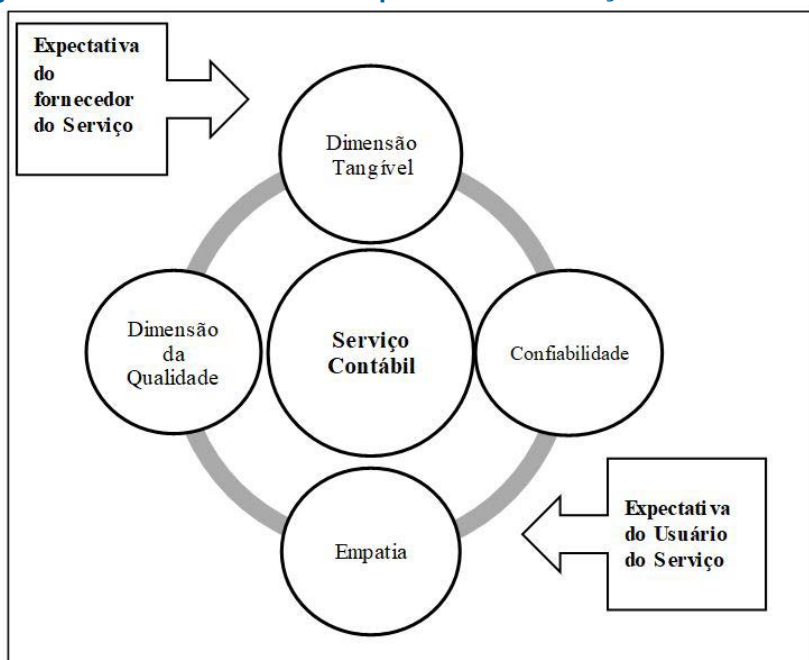 Expectativa
do
fornecedor
do Serviço
Dimensão
Tangível
Dimensão
da
Qualidade
Serviço
Contábil
Confiabilidade
Empatia
Expectativa
do Usuário
do Serviço